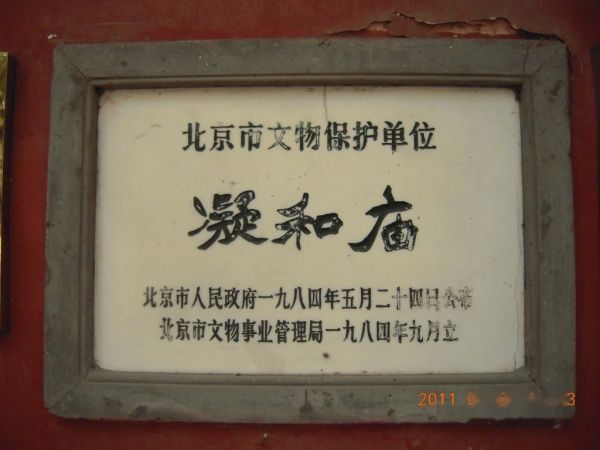 北京市文物保护单位
凝和庙
北京市人民政府一九八四年五月二十四日公布
北京市文物事业管理局一九八四年九月立
2011